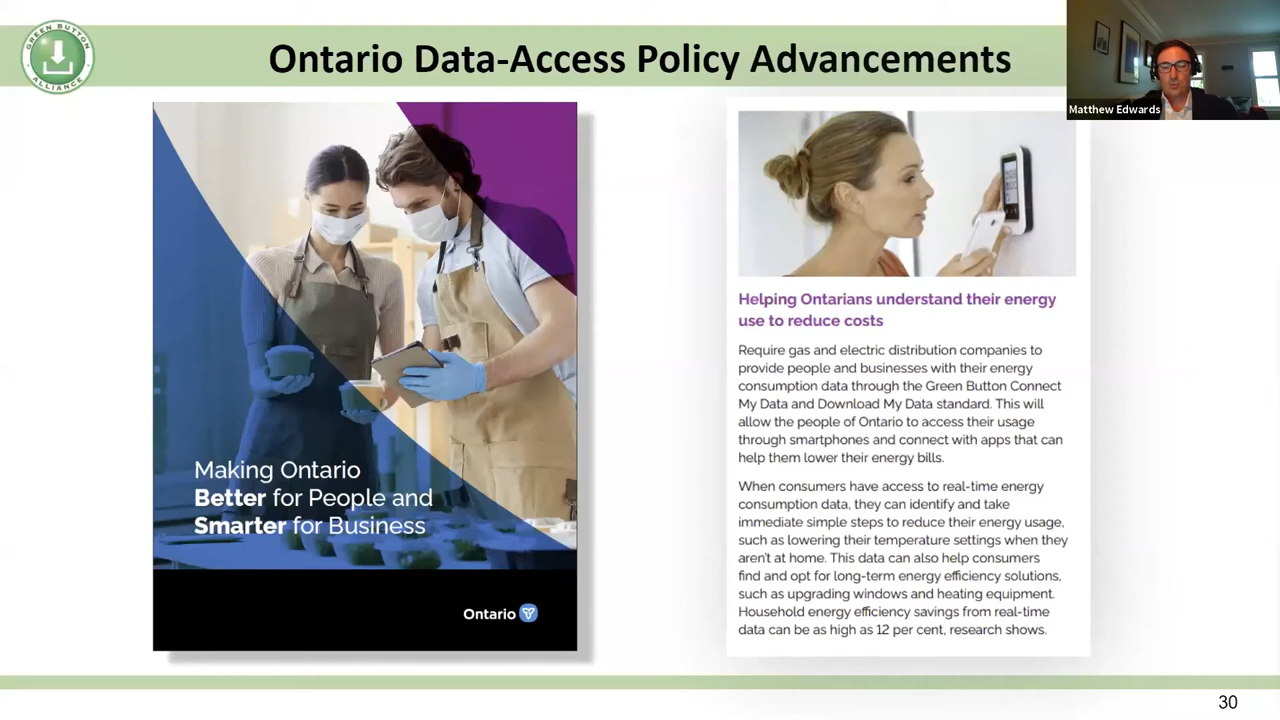 GREEN BUTTON
ALLIANCE
Ontario Data-Access Policy Advancements
Matthew Edwards
Making Ontario
Better for People and
Smarter for Business
Ontario
Helping Ontarians understand their energy
use to reduce costs
Require gas and electric distribution companies to
provide people and businesses with their energy
consumption data through the Green Button Connect
My Data and Download My Data standard. This will
allow the people of Ontario to access their usage
through smartphones and connect with apps that can
help them lower their energy bills.
When consumers have access to real-time energy
consumption data, they can identify and take
immediate simple steps to reduce their energy usage,
such as lowering their temperature settings when they
aren't at home. This data can also help consumers
find and opt for long-term energy efficiency solutions,
such as upgrading windows and heating equipment.
Household energy efficiency savings from real-time
data can be as high as 12 per cent, research shows.
30